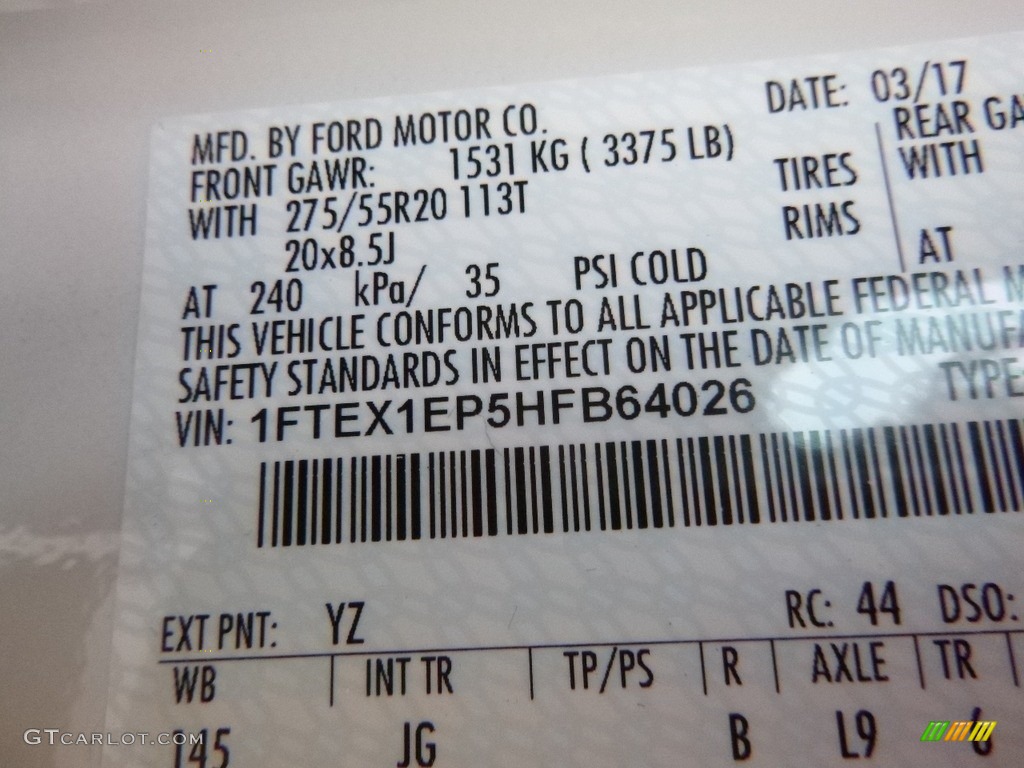 DATE: 03/17
MFD. BY FORD MOTOR CO.
FRONT GAWR: 1531 KG ( 3375 LB)
REAR GA
WITH 275/55R20 113T TIRES WITH
20x8.5J RIMS
AT 240 kPa/ 35 PSI COLD AT
THIS VEHICLE CONFORMS TO ALL APPLICABLE FEDERAL M
SAFETY STANDARDS IN EFFECT ON THE DATE OF MANUFA
VIN: 1FTEX1EP5HFB64026 TYPE:
EXT PNT: YZ RC: 44 DSO:
WB INT TR TP/PS R AXLE TR
145 JG B L9 6
GTCARLOT.COM